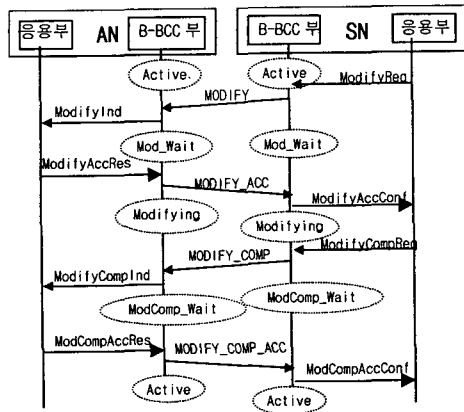 응용부 AN B-BCC 부 B-BCC 부 SN 응용부
Active. Active ModifyReq
MODIFY
ModifyInd
Mod_Wait Mod_Wait
ModifyAccRes
MODIFY_ACC
ModifyAccConf
Modifying Modifying
ModifyCompReq
MODIFY_COMP
ModifyCompInd
ModComp_Wait ModComp_Wait
ModCompAccRes
MODIFY_COMP_ACC
ModCompAccConf
Active Active